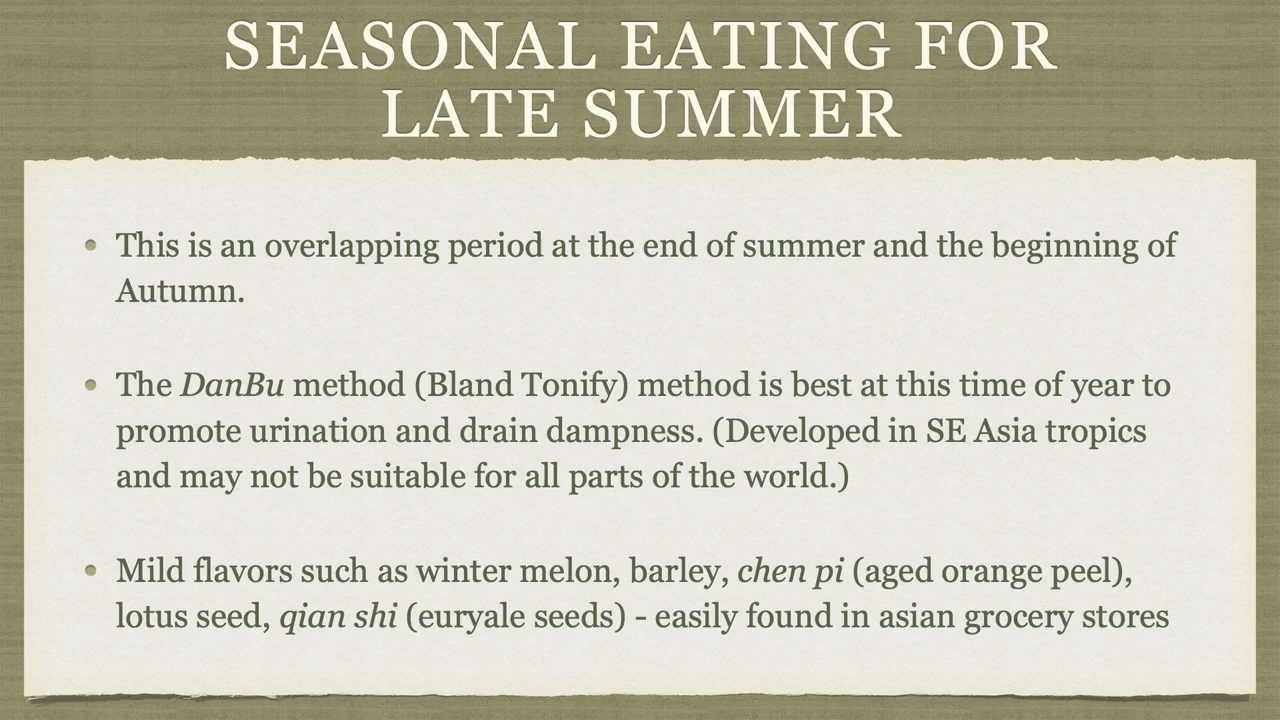 SEASONAL EATING FOR
LATE SUMMER
• This is an overlapping period at the end of summer and the beginning of
Autumn.
• The DanBu method (Bland Tonify) method is best at this time of year to
promote urination and drain dampness. (Developed in SE Asia tropics
and may not be suitable for all parts of the world.)
• Mild flavors such as winter melon, barley, chen pi (aged orange peel),
lotus seed, qian shi (euryale seeds) - easily found in asian grocery stores